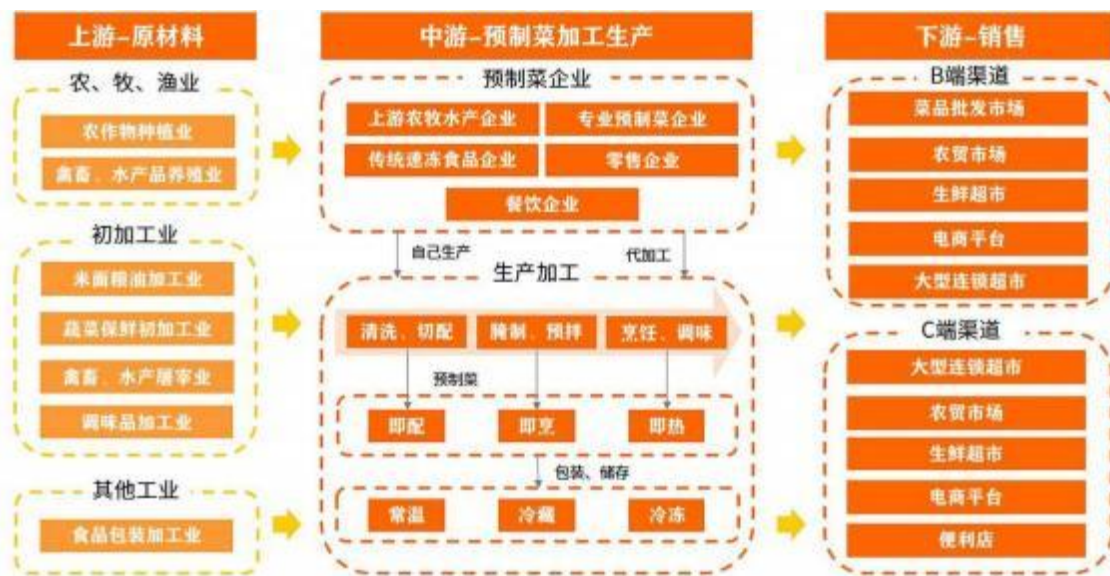 上游-原材料
中游-预制菜加工生产
下游-销售
农、牧、渔业
农作物种植业
禽畜、水产品养殖业
初加工业
米面粮油加工业
蔬菜保鲜初加工业
禽畜、水产屠宰业
调味品加工业
其他工业
食品包装加工业
预制菜企业
上游农牧水产企业
专业预制菜企业
传统速冻食品企业
零售企业
餐饮企业
自己生产
代加工
生产加工
清洗、切配
腌制、预拌
烹饪、调味
预制菜
即配
即烹
即热
包装、储存
常温
冷藏
冷冻
B端渠道
菜品批发市场
农贸市场
生鲜超市
电商平台
大型连锁超市
C端渠道
大型连锁超市
农贸市场
生鲜超市
电商平台
便利店